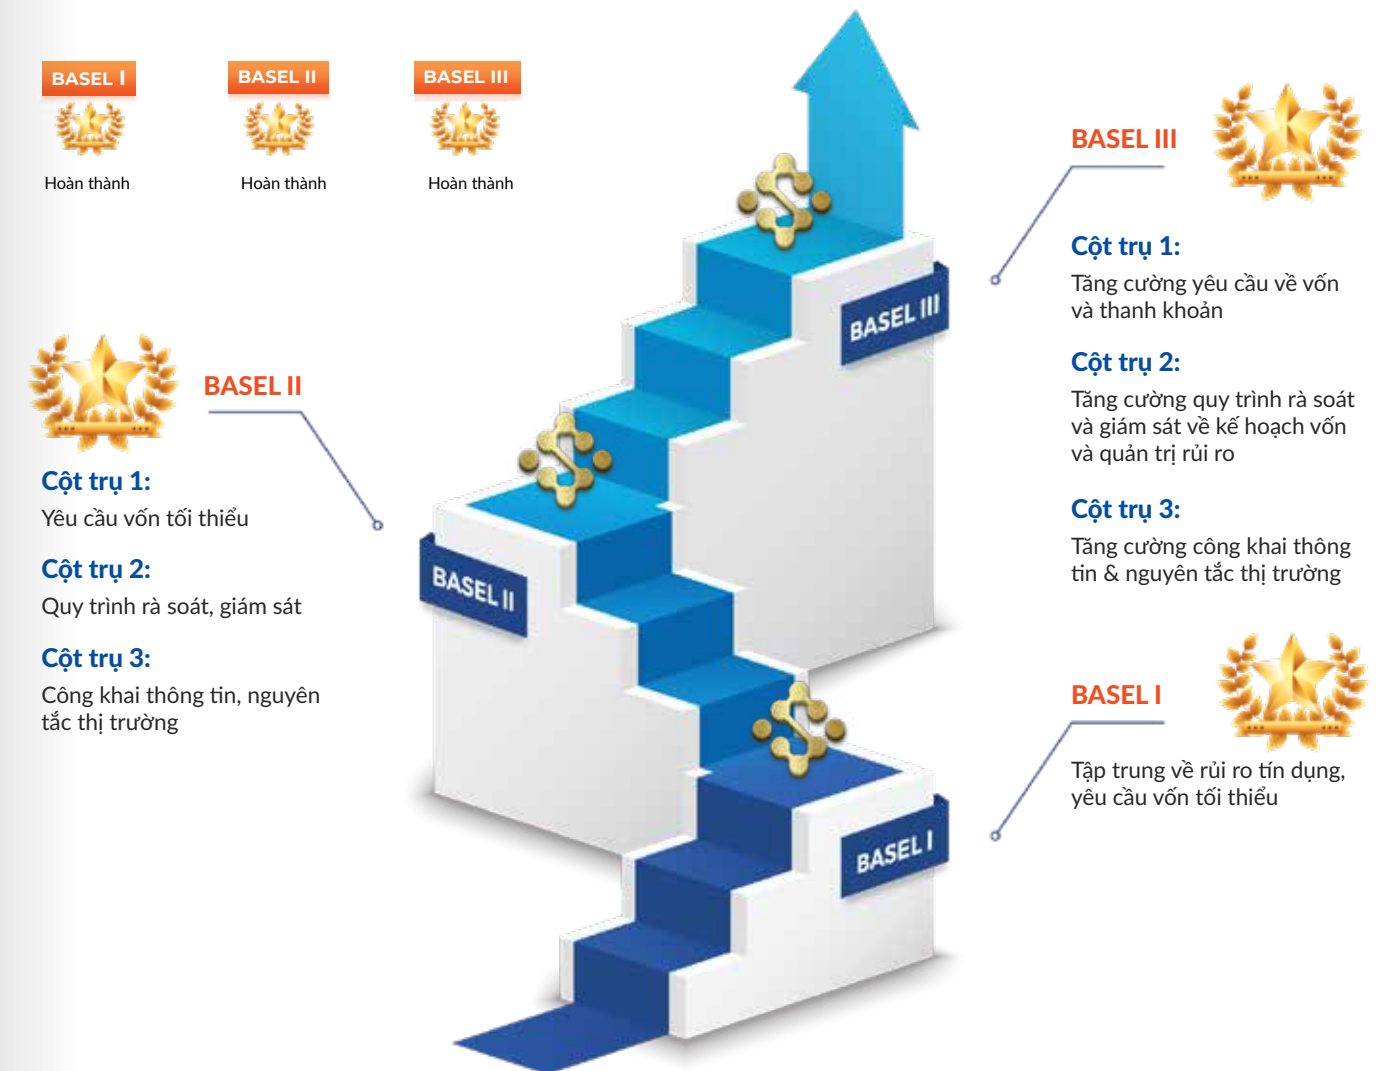 BASEL I
BASEL II
BASEL III
Hoàn thành
Hoàn thành
Hoàn thành
BASEL III
Cột trụ 1:
Tăng cường yêu cầu về vốn
và thanh khoản
Cột trụ 2:
Tăng cường quy trình rà soát
và giám sát về kế hoạch vốn
và quản trị rủi ro
Cột trụ 3:
Tăng cường công khai thông
tin & nguyên tắc thị trường
BASEL III
BASEL II
Cột trụ 1:
Yêu cầu vốn tối thiểu
Cột trụ 2:
Quy trình rà soát, giám sát
Cột trụ 3:
Công khai thông tin, nguyên
tắc thị trường
BASEL II
BASEL I
Tập trung về rủi ro tín dụng,
yêu cầu vốn tối thiểu
BASEL I